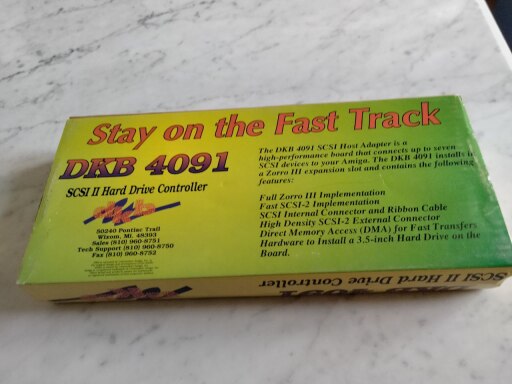 Stay on the Fast Track
DKB 4091
SCSI II Hard Drive Controller
DKB
50240 Pontiac Trail
Wixom, MI. 48393
Sales (810) 960-8751
Tech Support (810) 960-8750
Fax (810) 960-8752
The DKB 4091 SCSI Host Adapter is a
high-performance board that connects up to seven
SCSI devices to your Amiga. The DKB 4091 installs in
a Zorro III expansion slot and contains the following
features:
Full Zorro III Implementation
Fast SCSI-2 Implementation
SCSI Internal Connector and Ribbon Cable
High Density SCSI-2 External Connector
Direct Memory Access (DMA) for Fast Transfers
Hardware to Install a 3.5-inch Hard Drive on the
Board.
DKB 4091
SCSI II Hard Drive Controller